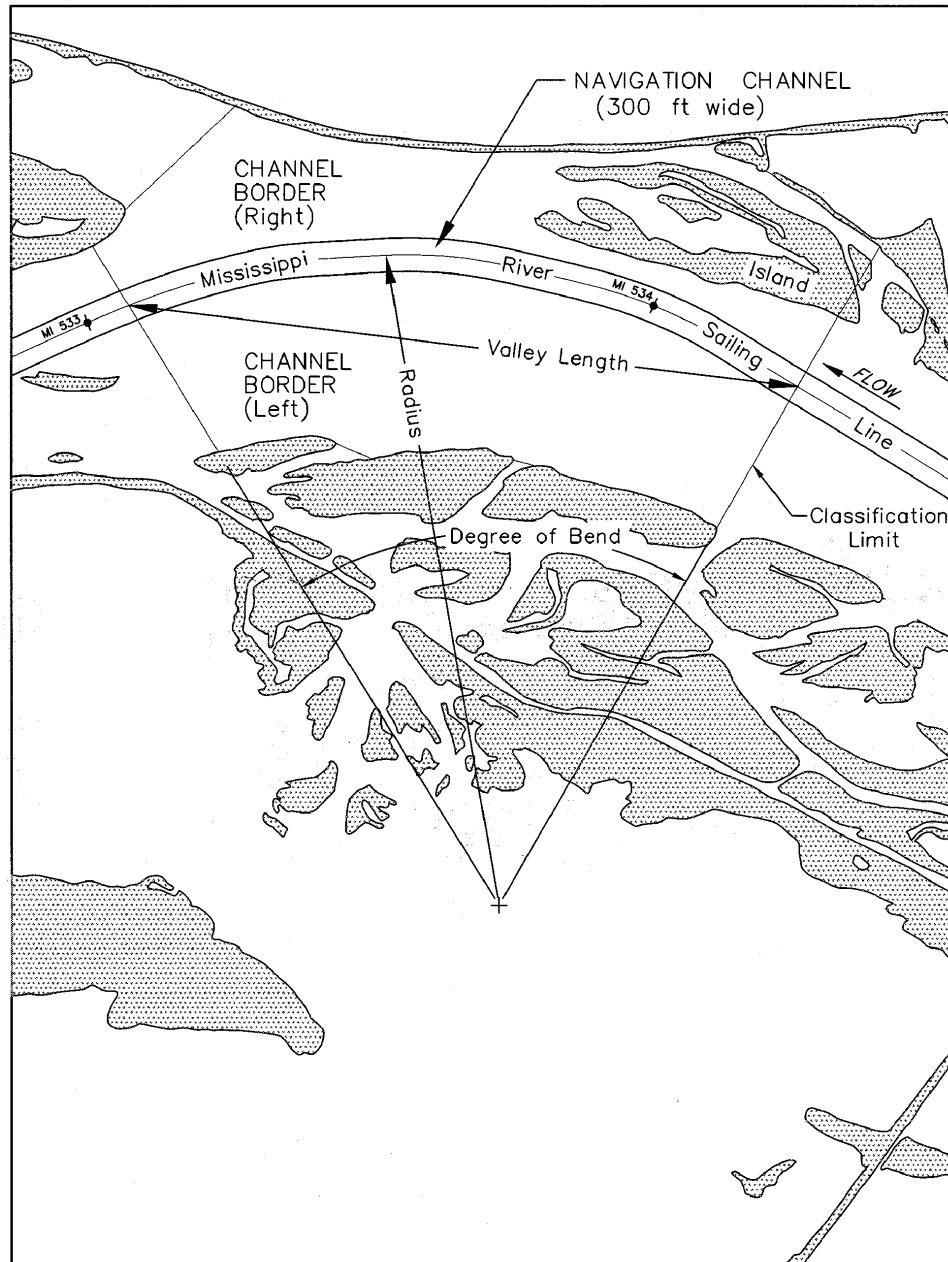 NAVIGATION CHANNEL
(300 ft wide)
CHANNEL
BORDER
(Right)
Mississippi River Sailing Line
MI 533
MI 534
Island
Valley Length
FLOW
CHANNEL
BORDER
(Left)
Radius
Degree of Bend
Classification
Limit